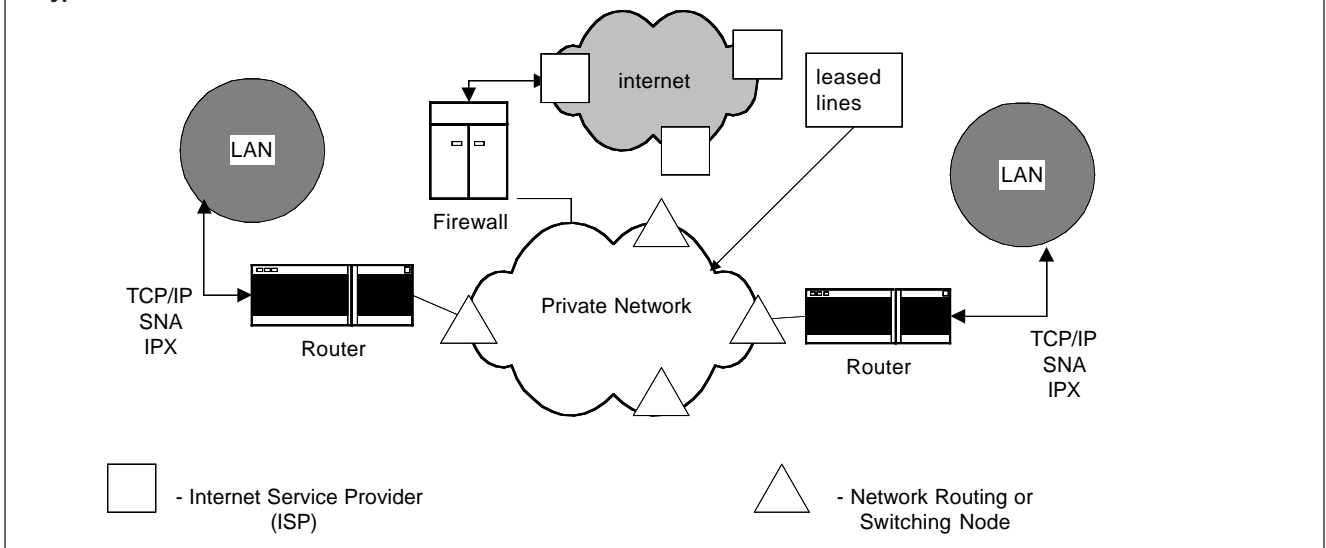 internet
leased
lines
LAN
LAN
Firewall
Private Network
TCP/IP
SNA
IPX
Router
Router
TCP/IP
SNA
IPX
- Internet Service Provider
(ISP)
- Network Routing or
Switching Node